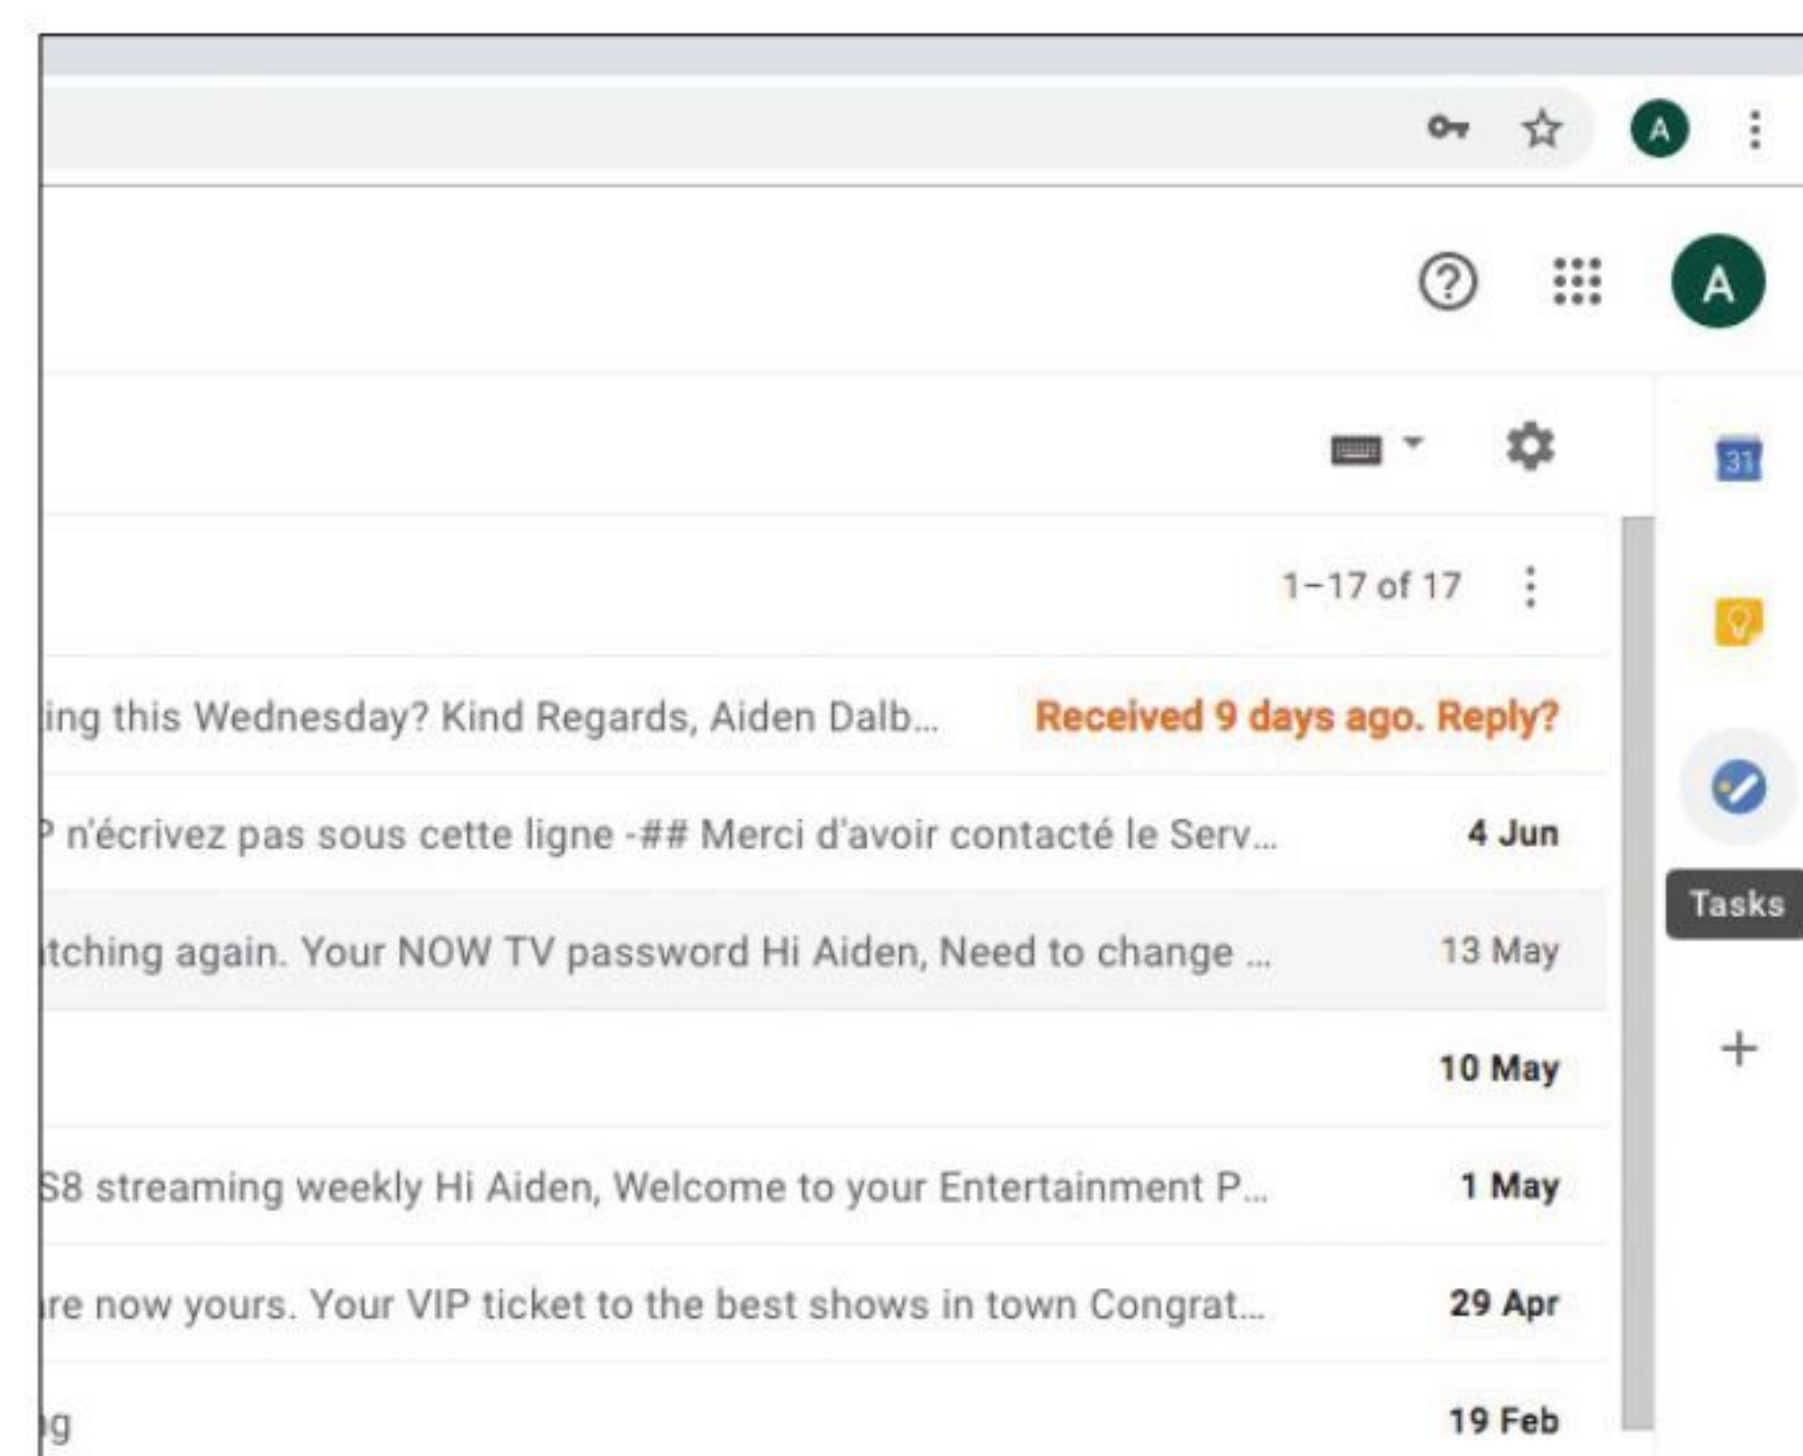 A
A
31
1–17 of 17
ing this Wednesday? Kind Regards, Aiden Dalb... Received 9 days ago. Reply?
P n'écrivez pas sous cette ligne -## Merci d'avoir contacté le Serv... 4 Jun
tching again. Your NOW TV password Hi Aiden, Need to change ... 13 May
Tasks
10 May
S8 streaming weekly Hi Aiden, Welcome to your Entertainment P... 1 May
re now yours. Your VIP ticket to the best shows in town Congrat... 29 Apr
g 19 Feb